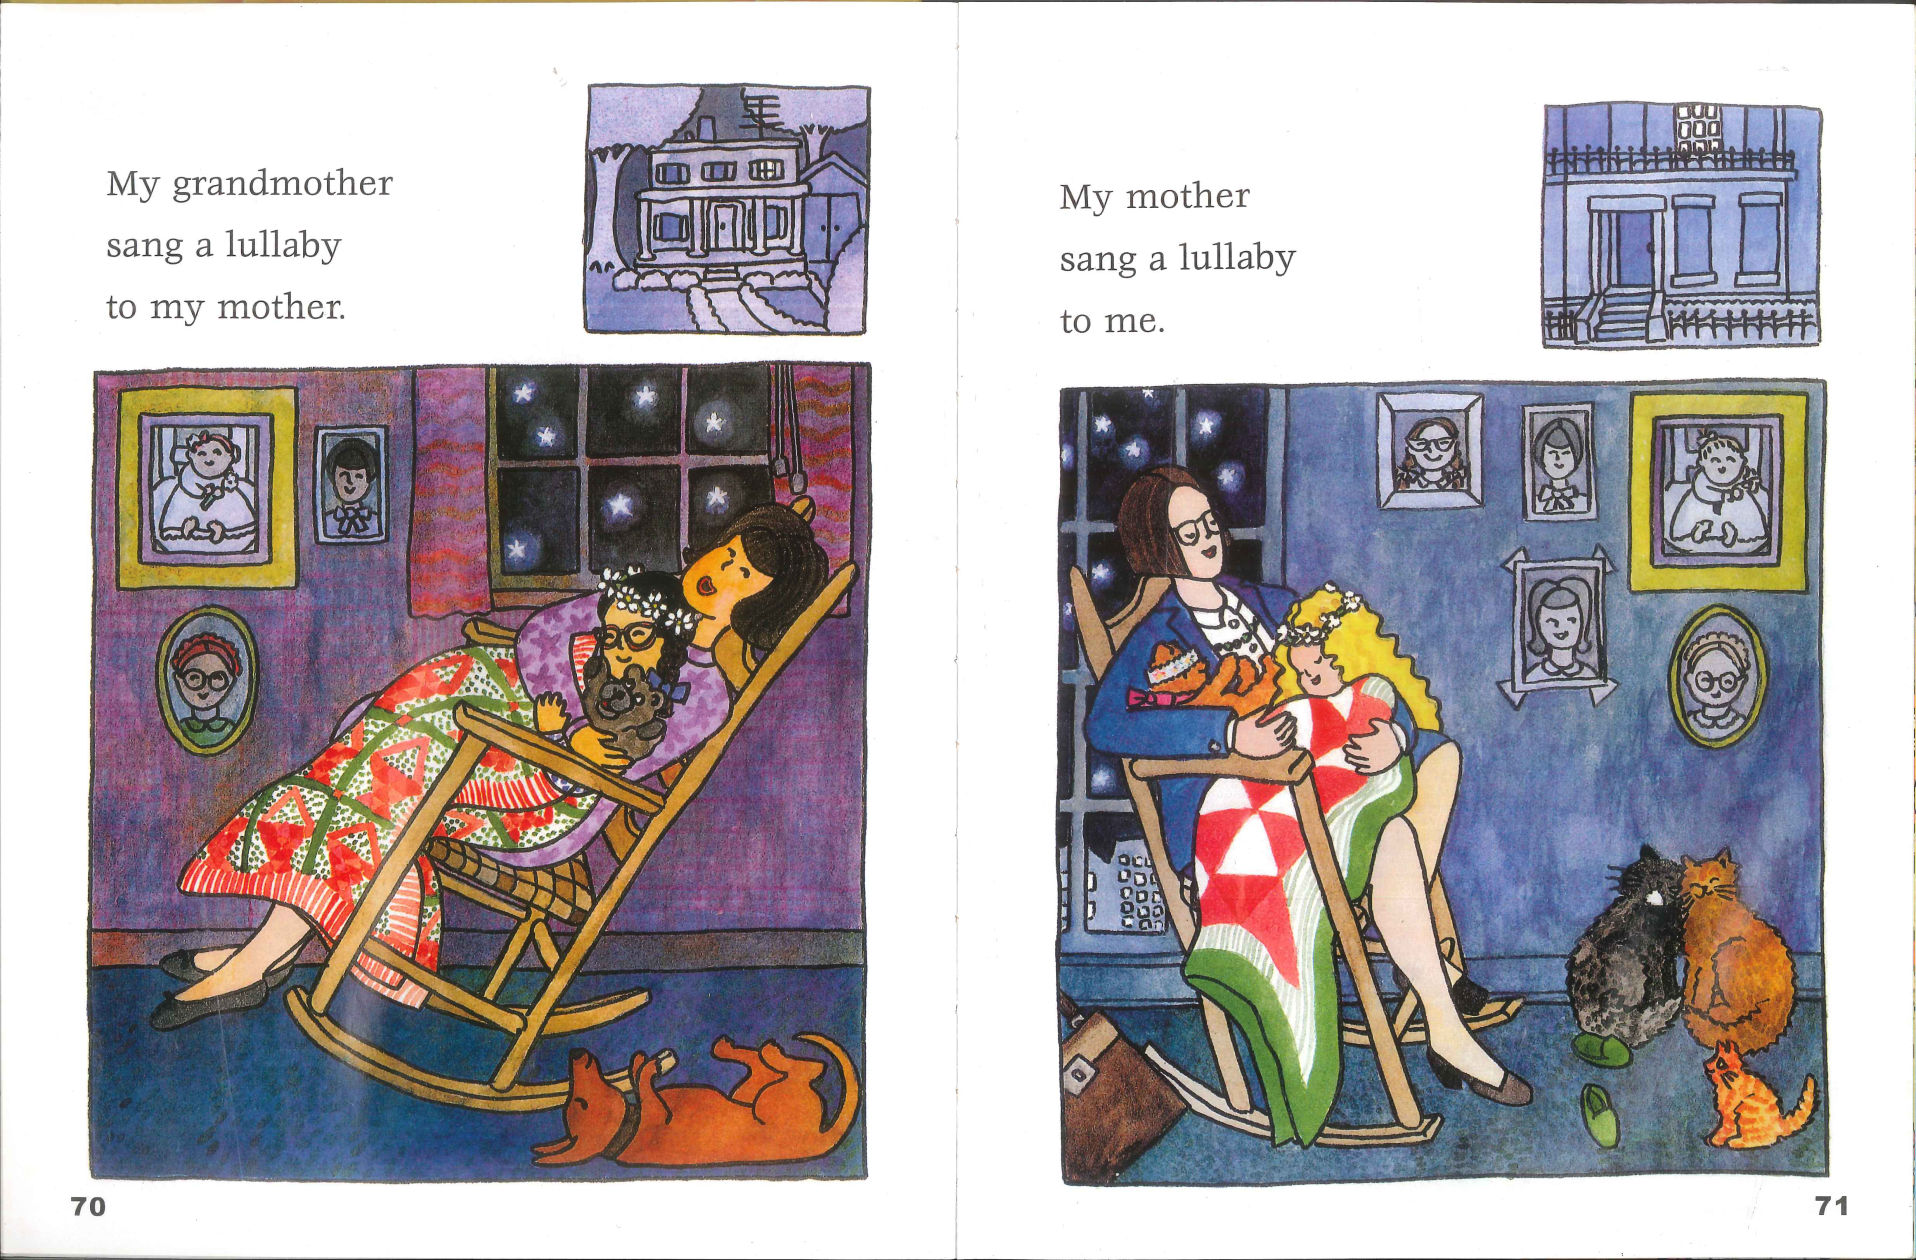 My grandmother
sang a lullaby
to my mother.
70
My mother
sang a lullaby
to me.
71